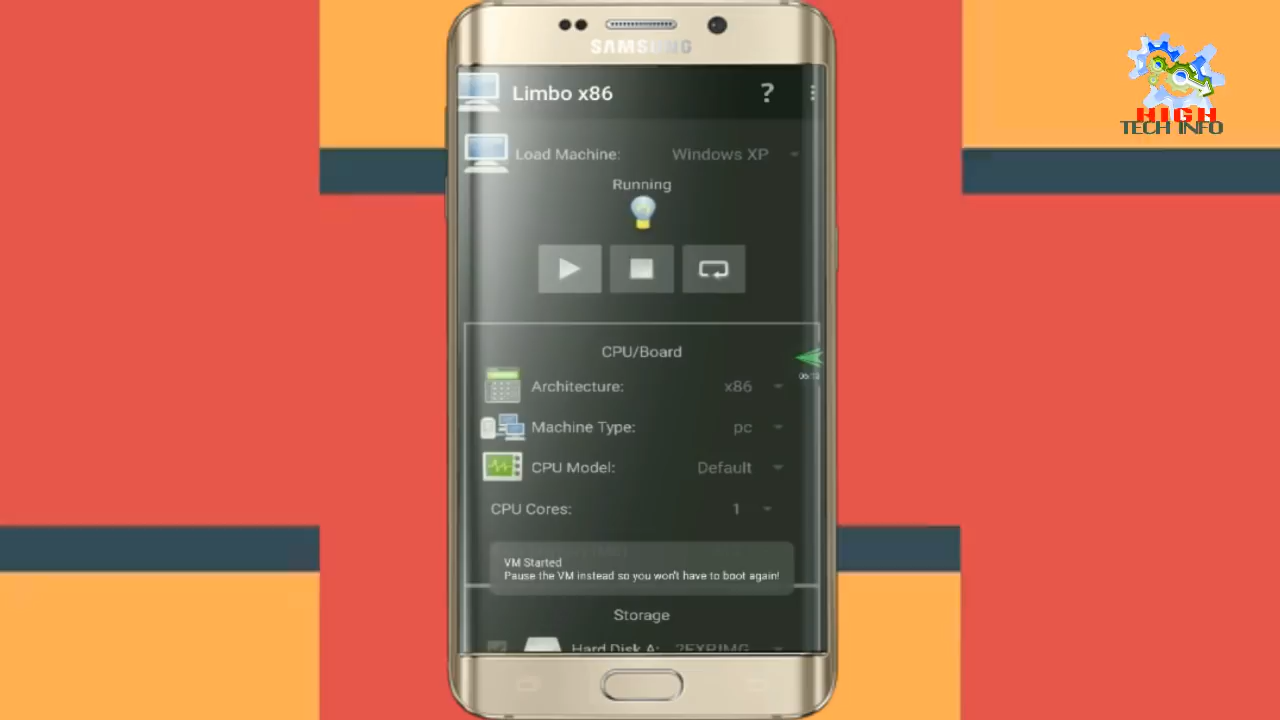 SAMSUNG
Limbo x86 ?
HIGH
TECH INFO
Load Machine: Windows XP
Running
CPU/Board
Architecture: x86
Machine Type: pc
CPU Model: Default
CPU Cores: 1
VM Started
Pause the VM instead so you won't have to boot again!
Storage
Hard Disk A: